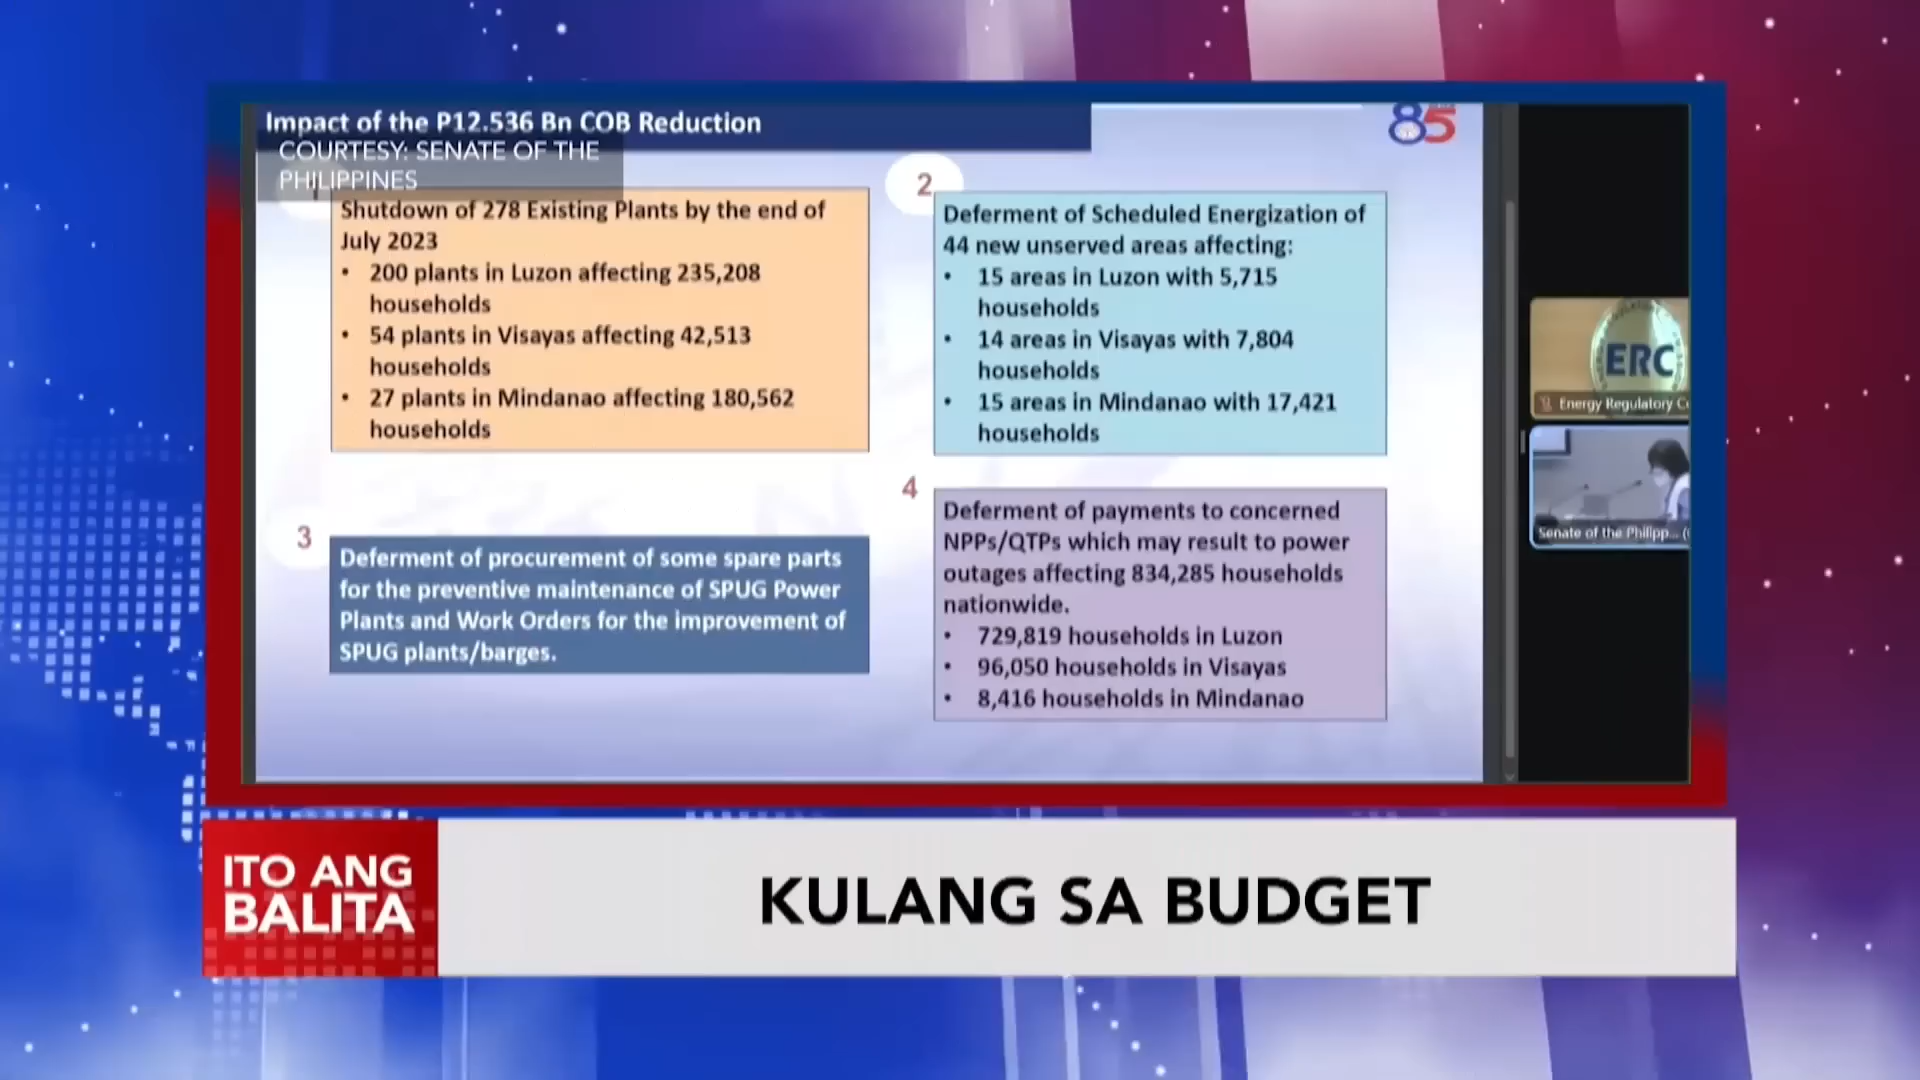 Impact of the P12.536 Bn COB Reduction
85
COURTESY: SENATE OF THE
PHILIPPINES
1
Shutdown of 278 Existing Plants by the end of
July 2023
• 200 plants in Luzon affecting 235,208
households
• 54 plants in Visayas affecting 42,513
households
• 27 plants in Mindanao affecting 180,562
households
2
Deferment of Scheduled Energization of
44 new unserved areas affecting:
• 15 areas in Luzon with 5,715
households
• 14 areas in Visayas with 7,804
households
• 15 areas in Mindanao with 17,421
households
3
Deferment of procurement of some spare parts
for the preventive maintenance of SPUG Power
Plants and Work Orders for the improvement of
SPUG plants/barges.
4
Deferment of payments to concerned
NPPs/QTPs which may result to power
outages affecting 834,285 households
nationwide.
• 729,819 households in Luzon
• 96,050 households in Visayas
• 8,416 households in Mindanao
ERC
Energy Regulatory
Senate of the Philipp... (
ITO ANG
BALITA
KULANG SA BUDGET